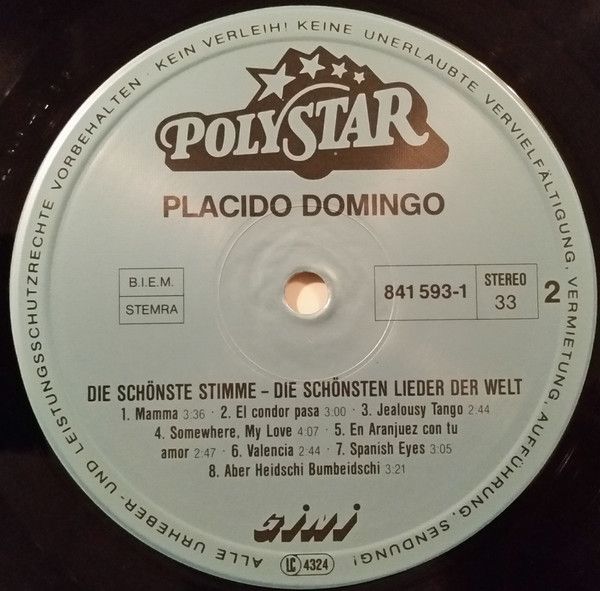 ALLE URHEBER- UND LEISTUNGSSCHUTZRECHTE VORBEHALTEN · KEIN VERLEIH! KEINE UNERLAUBTE VERVIELFÄLTIGUNG, VERMIETUNG, AUFFÜHRUNG, SENDUNG!
POLYSTAR
PLACIDO DOMINGO
B.I.E.M.
STEMRA
841 593-1
STEREO
33
2
DIE SCHÖNSTE STIMME – DIE SCHÖNSTEN LIEDER DER WELT
1. Mamma 3:36 · 2. El condor pasa 3:00 · 3. Jealousy Tango 2:44
4. Somewhere, My Love 4:07 · 5. En Aranjuez con tu
amor 2:47 · 6. Valencia 2:44 · 7. Spanish Eyes 3:05
8. Aber Heidschi Bumbeidschi 3:21
GIMI
LC 4324